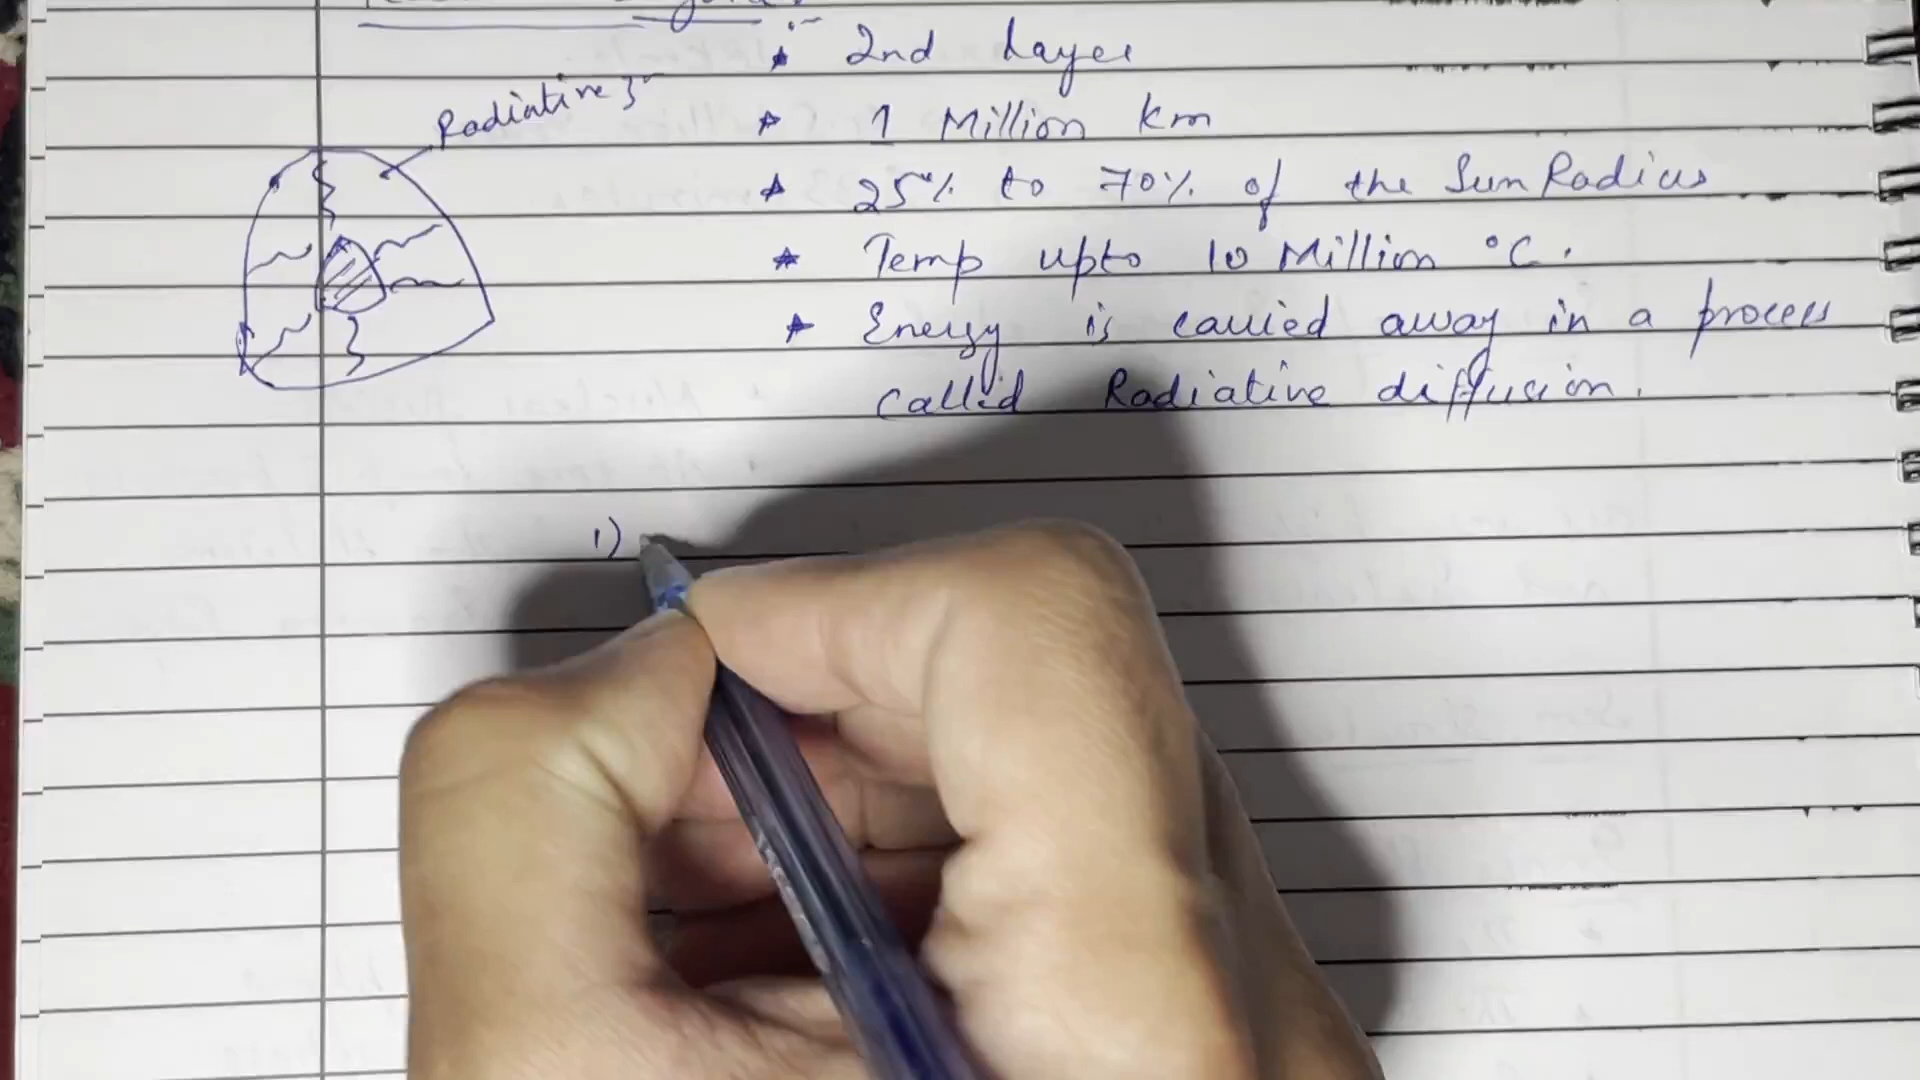 * 2nd Layer
Radiative
* 1 Million km
* 25% to 70% of the Sun Radius
* Temp upto 10 Million °C.
* Energy is carried away in a process
called Radiative diffusion.
1)